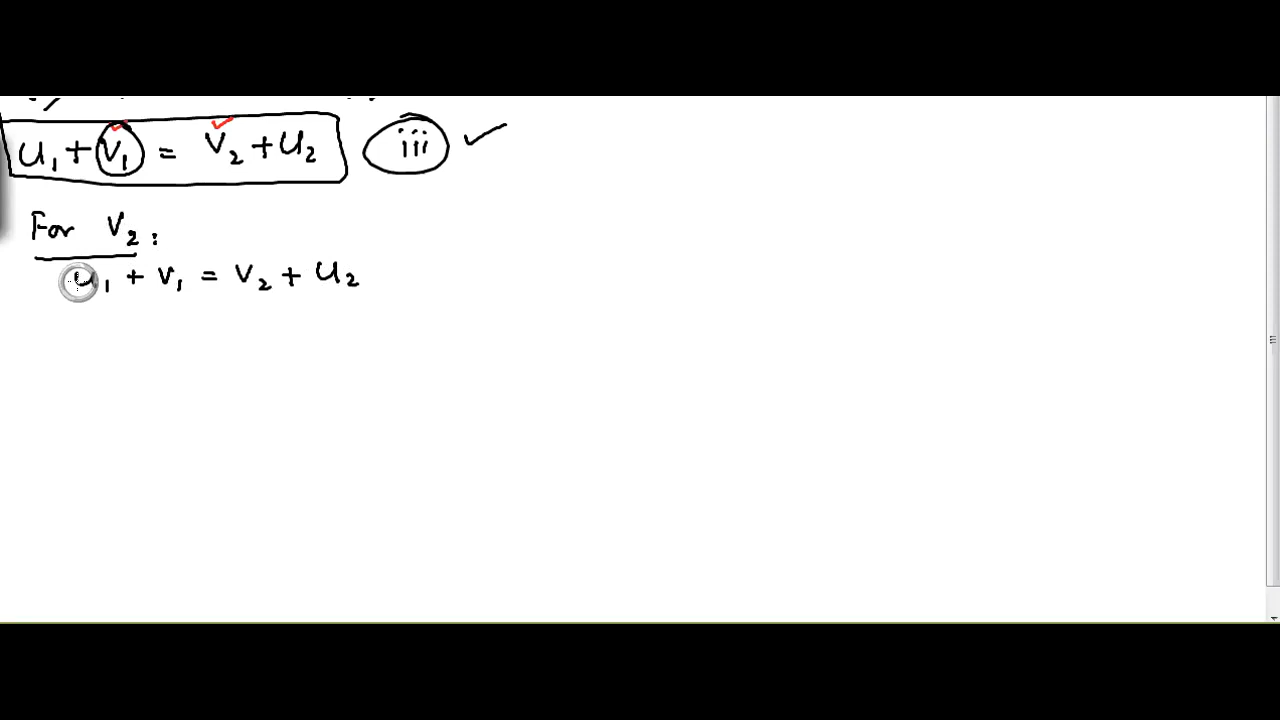 U₁ + V₁ = V₂ + U₂ iii ✓
For V₂ :
U₁ + V₁ = V₂ + U₂